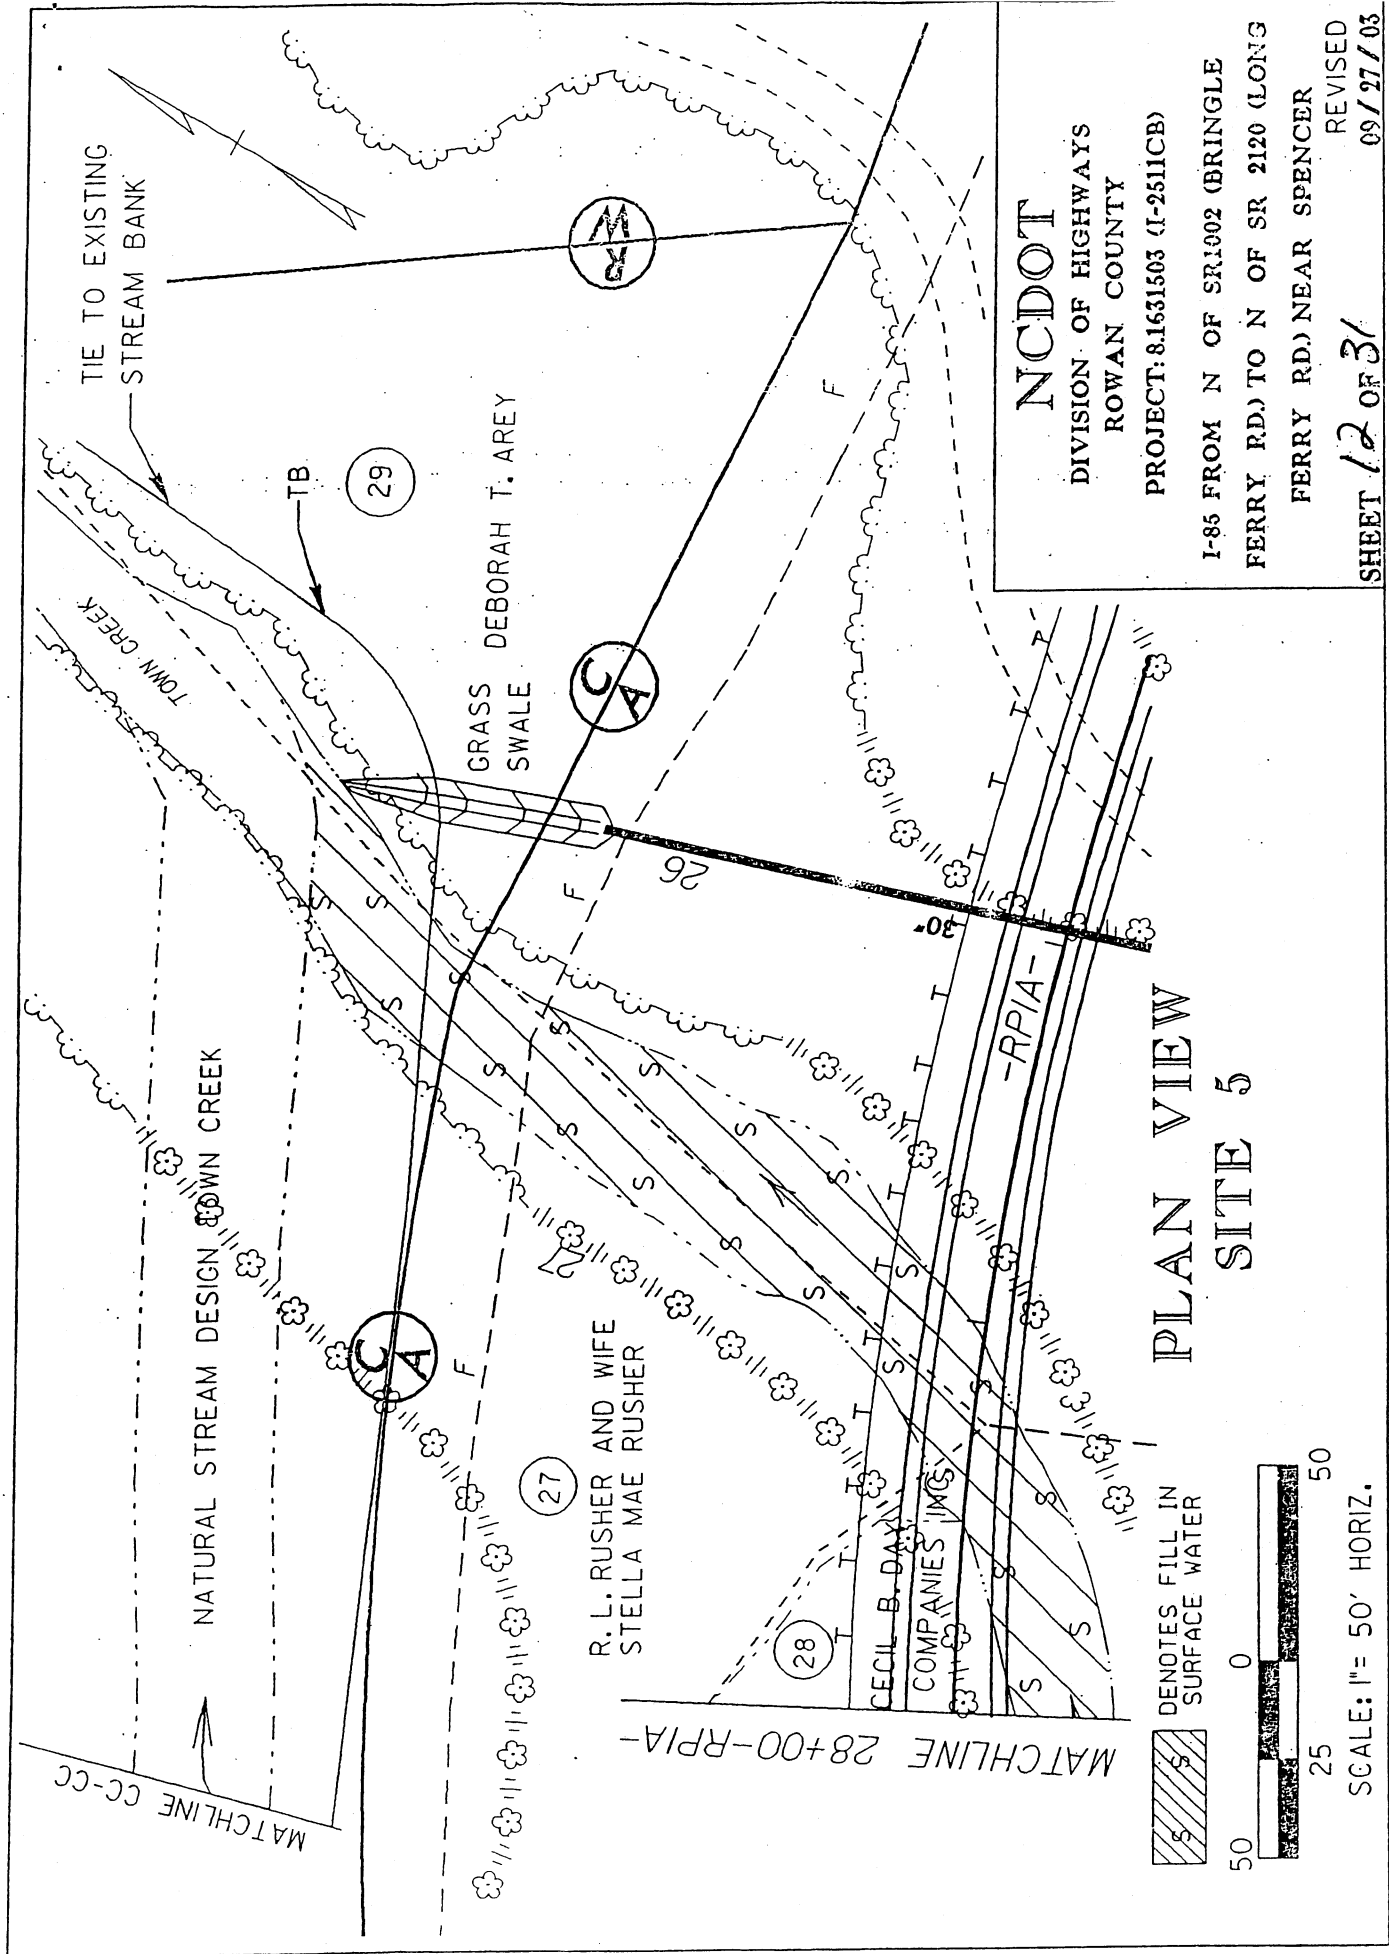 TIE TO EXISTING
STREAM BANK
TB
29
TOWN CREEK
GRASS
SWALE
DEBORAH T. AREY
W
R
C
A
F
F
26
30"
NATURAL STREAM DESIGN TOWN CREEK
MATCHLINE CC-CC
C
A
F
27
27
R. L. RUSHER AND WIFE
STELLA MAE RUSHER
28
CECIL B. DAY
COMPANIES INC.
-RPIA-
MATCHLINE 28+00-RPIA-
PLAN VIEW
SITE 5
S S
DENOTES FILL IN
SURFACE WATER
50 25 0 50
SCALE: 1"= 50' HORIZ.
NCDOT
DIVISION OF HIGHWAYS
ROWAN COUNTY
PROJECT: 8.1631503 (I-2511CB)
I-85 FROM N OF SR1002 (BRINGLE
FERRY RD.) TO N OF SR 2120 (LONG
FERRY RD.) NEAR SPENCER
REVISED
SHEET 12 OF 31 09/27/03